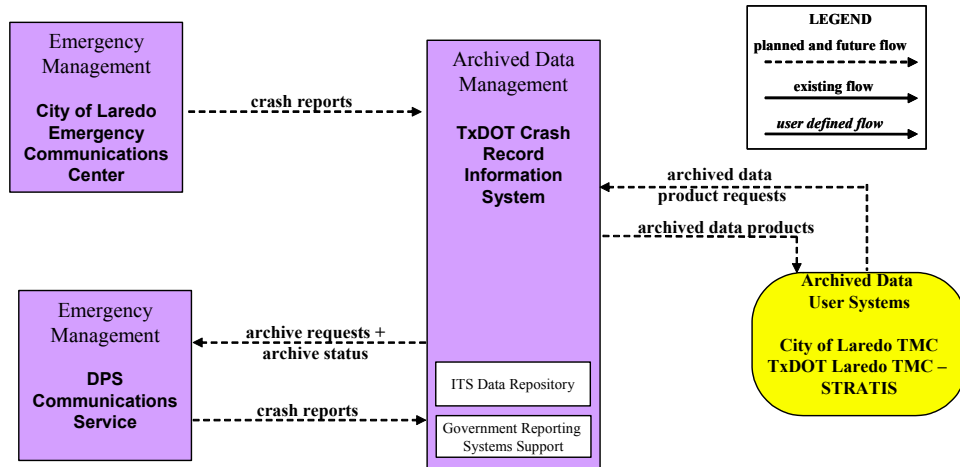 Emergency
Management
City of Laredo
Emergency
Communications
Center
crash reports
Archived Data
Management
TxDOT Crash
Record
Information
System
LEGEND
planned and future flow
existing flow
user defined flow
archived data
product requests
archived data products
Archived Data
User Systems
City of Laredo TMC
TxDOT Laredo TMC –
STRATIS
Emergency
Management
DPS
Communications
Service
archive requests +
archive status
crash reports
ITS Data Repository
Government Reporting
Systems Support